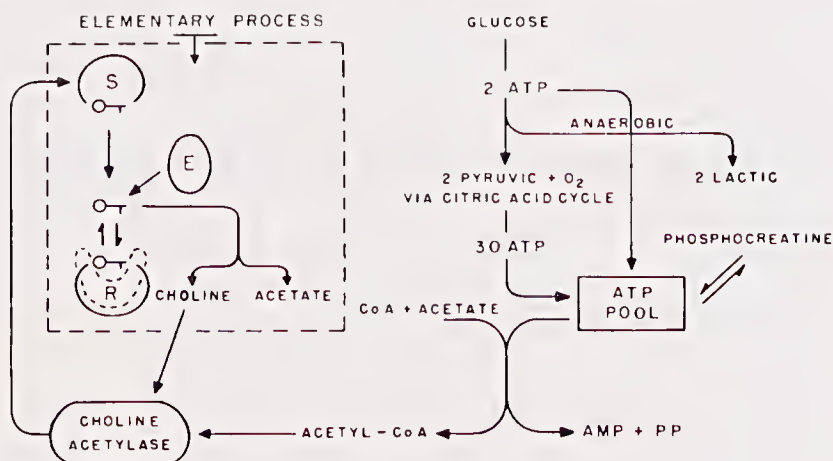 ELEMENTARY PROCESS
S
E
R
CHOLINE
ACETATE
CHOLINE
ACETYLASE
GLUCOSE
2 ATP
ANAEROBIC
2 PYRUVIC + O2
VIA CITRIC ACID CYCLE
2 LACTIC
30 ATP
PHOSPHOCREATINE
ATP
POOL
CoA + ACETATE
ACETYL-CoA
AMP + PP